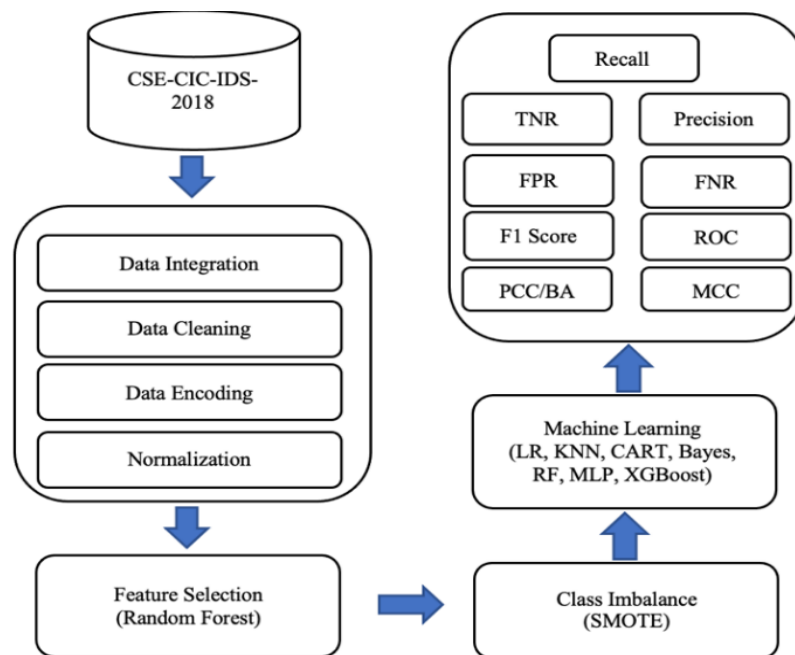 CSE-CIC-IDS-
2018
Data Integration
Data Cleaning
Data Encoding
Normalization
Feature Selection
(Random Forest)
Class Imbalance
(SMOTE)
Machine Learning
(LR, KNN, CART, Bayes,
RF, MLP, XGBoost)
Recall
TNR
Precision
FPR
FNR
F1 Score
ROC
PCC/BA
MCC